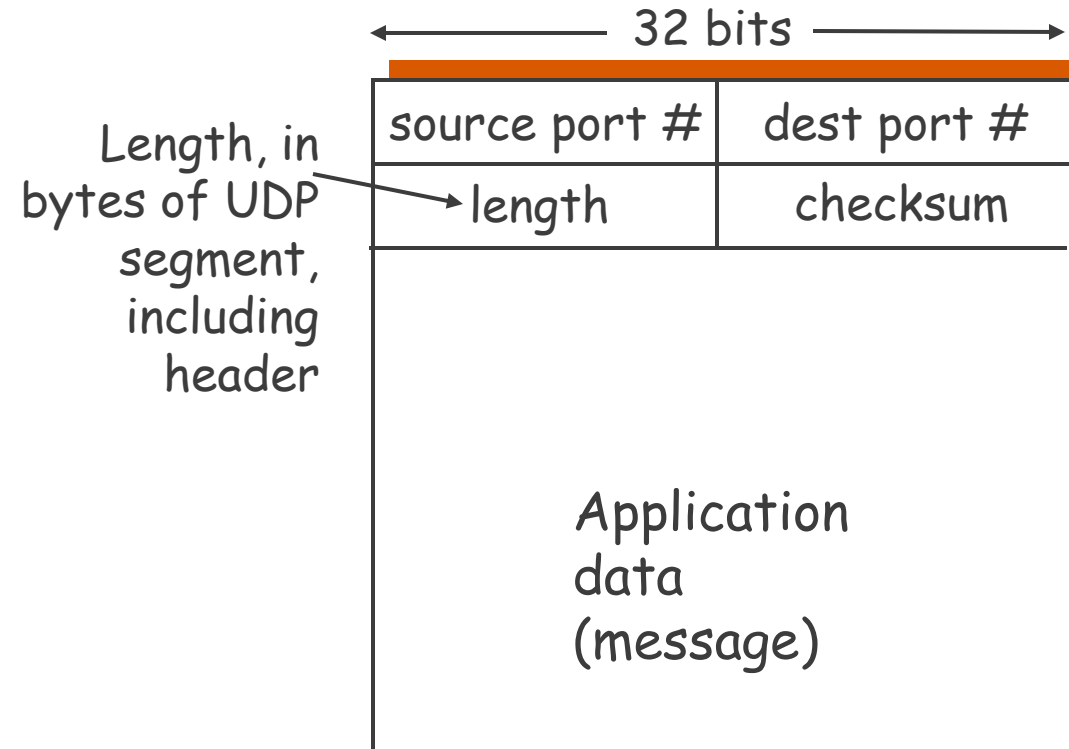 32 bits
source port #
dest port #
Length, in
bytes of UDP
segment,
including
header
length
checksum
Application
data
(message)